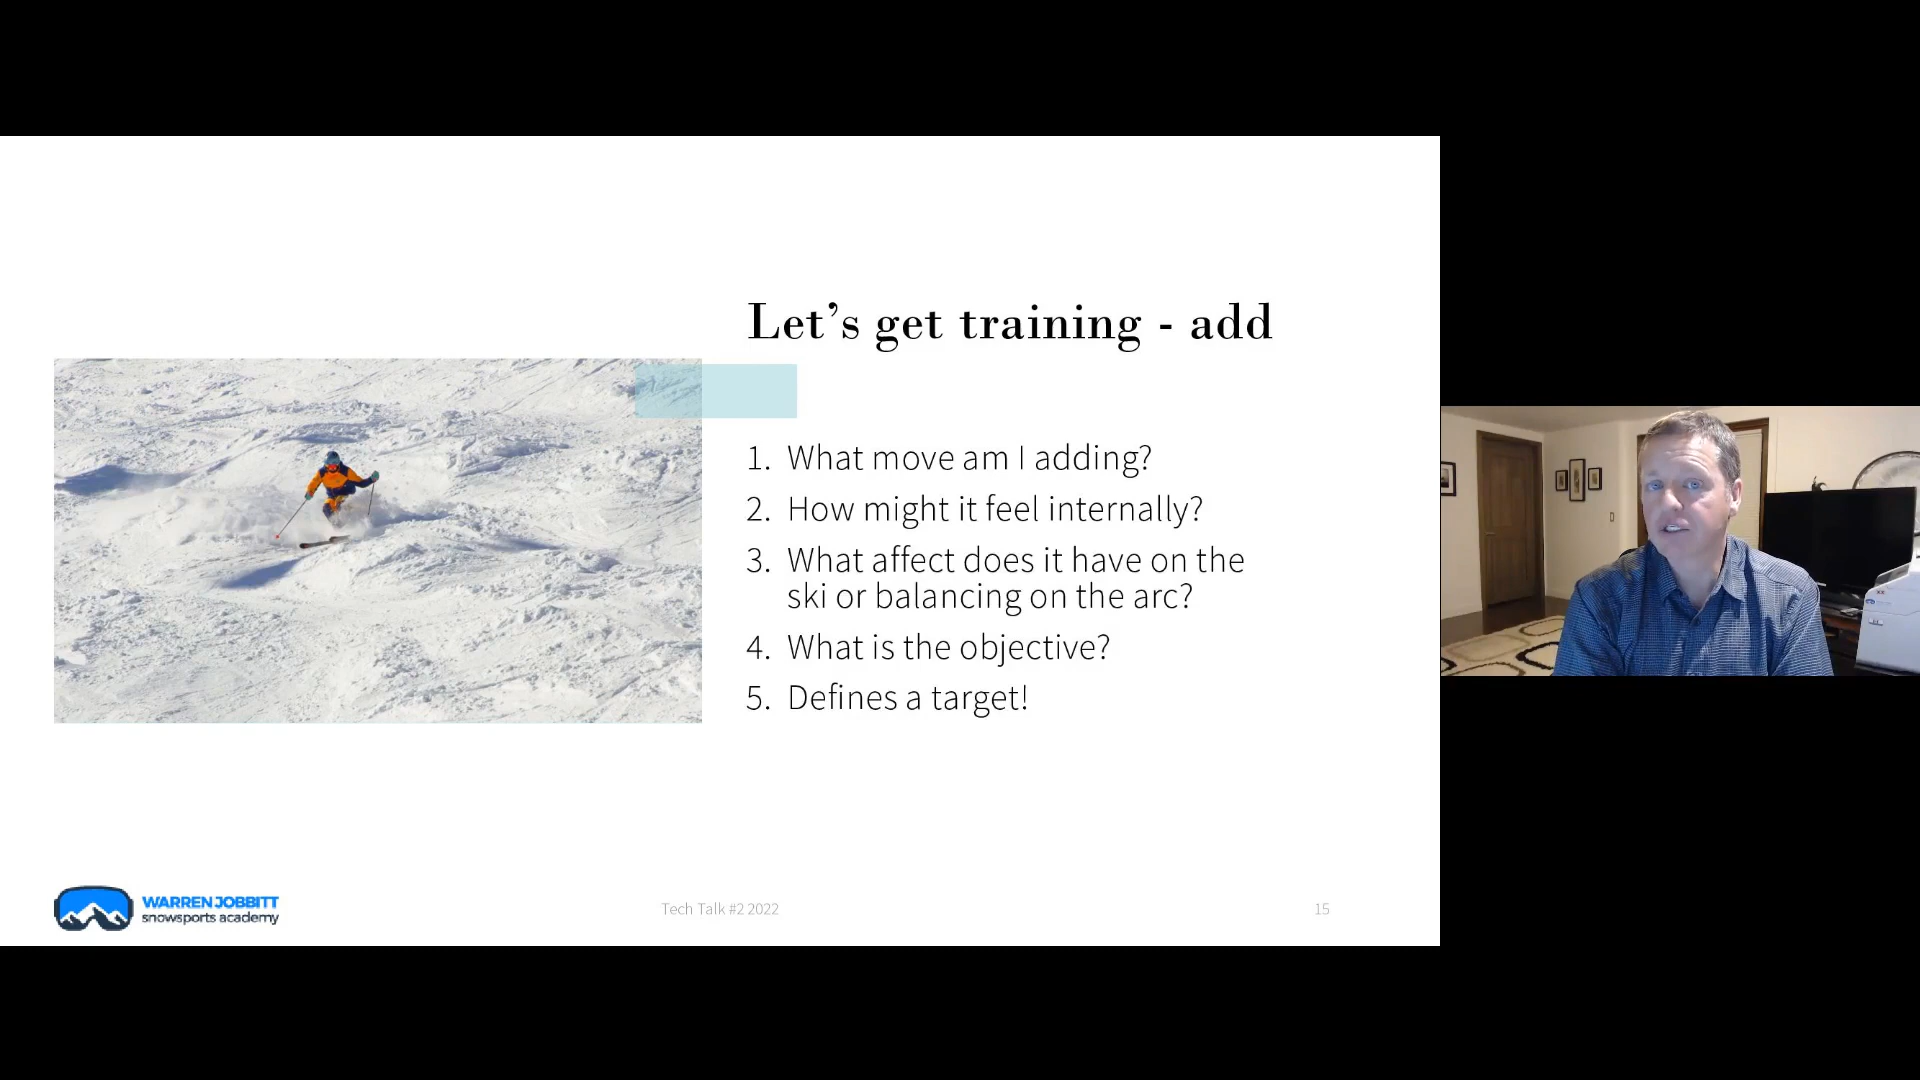 Let’s get training - add
1. What move am I adding?
2. How might it feel internally?
3. What affect does it have on the
ski or balancing on the arc?
4. What is the objective?
5. Defines a target!
WARREN JOBBITT
snowsports academy
Tech Talk #2 2022
15